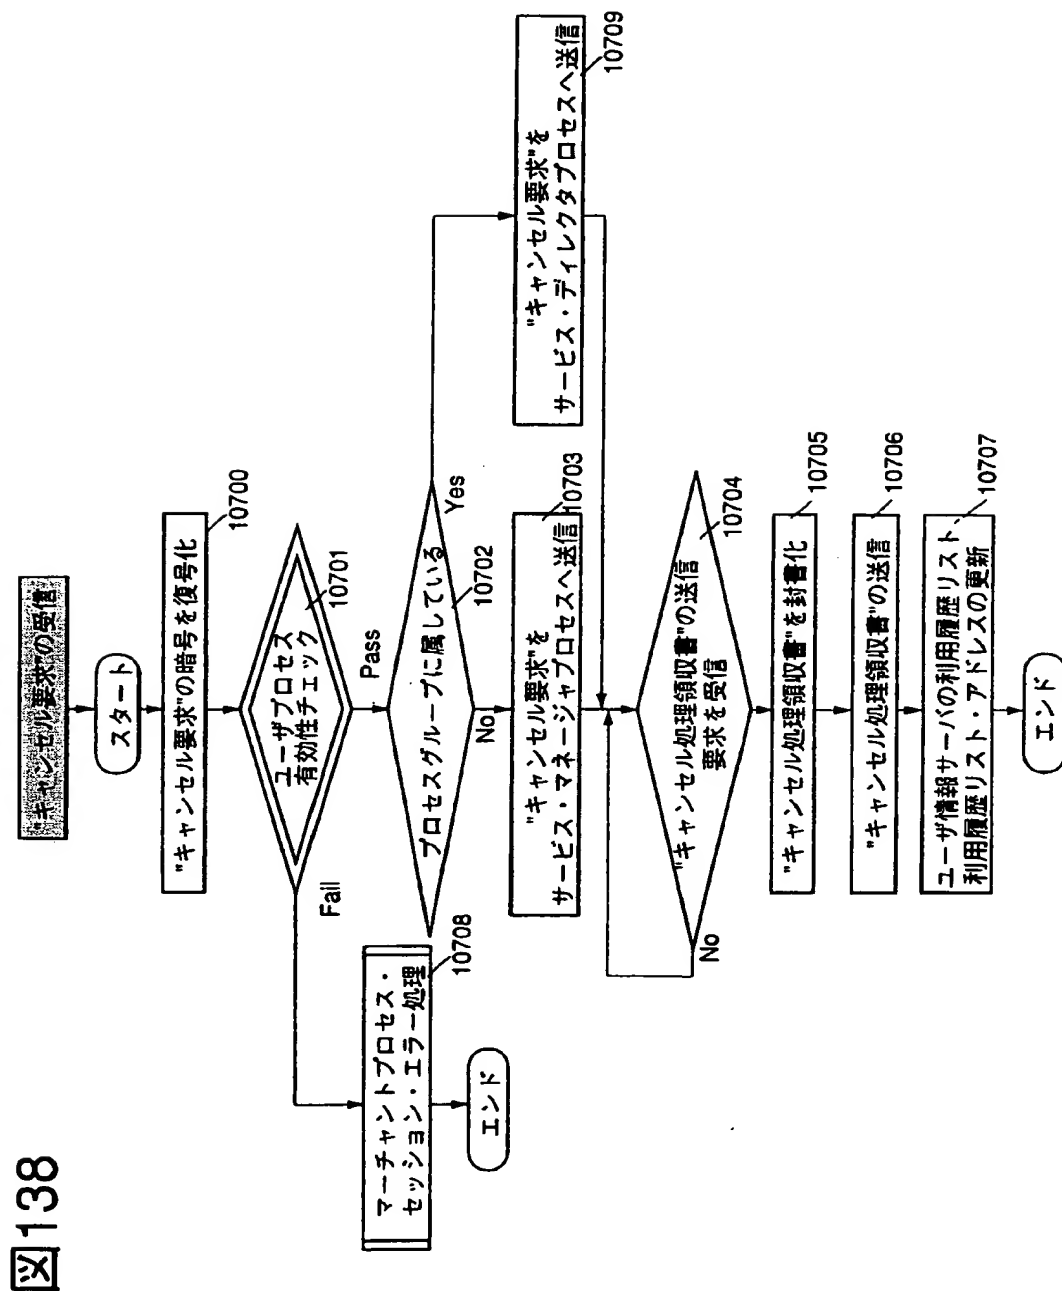 図138
"キャンセル要求"の受信
スタート
"キャンセル要求"の暗号を復号化
10700
ユーザプロセス
有効性チェック
10701
Fail
Pass
マーチャントプロセス・
セッション・エラー処理
10708
エンド
プロセスグループに属している
10702
Yes
No
"キャンセル要求"を
サービス・マネージャプロセスへ送信
10703
"キャンセル要求"を
サービス・ディレクタプロセスへ送信
10709
"キャンセル処理領収書"の送信
要求を受信
10704
No
"キャンセル処理領収書"を封書化
10705
"キャンセル処理領収書"の送信
10706
ユーザ情報サーバの利用履歴リスト・
利用履歴リスト・アドレスの更新
10707
エンド